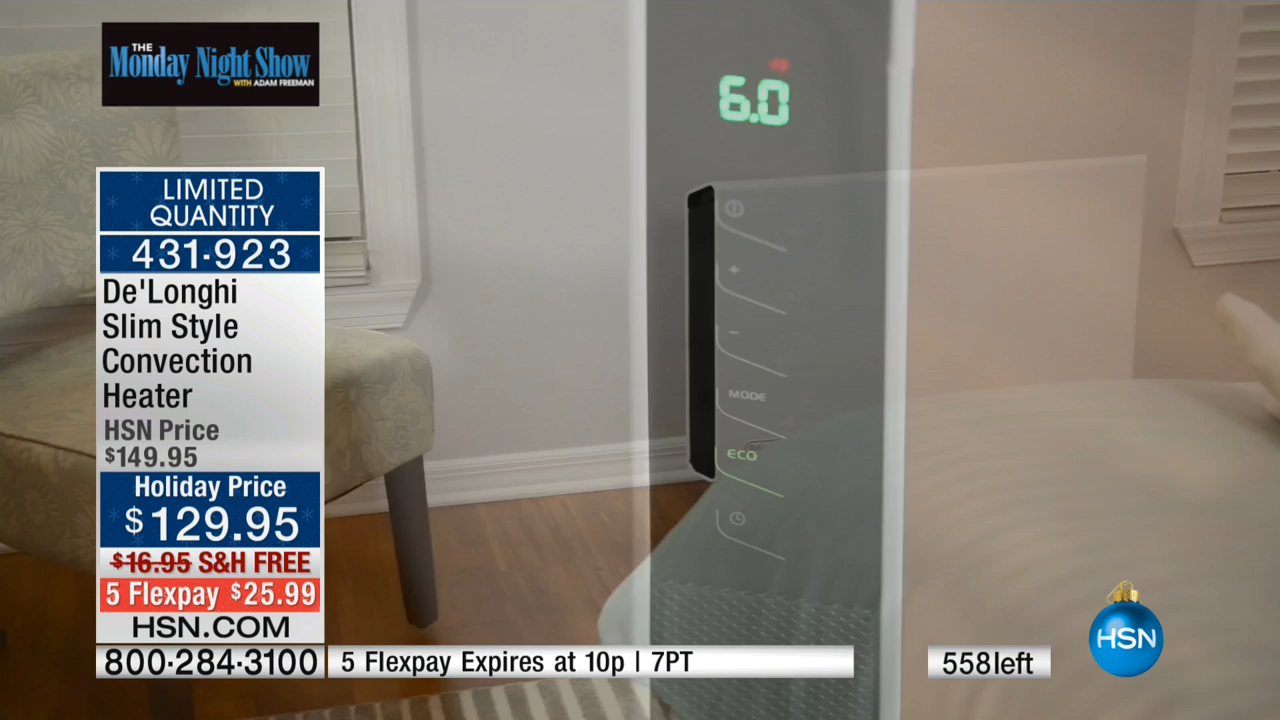 THE
Monday Night Show
WITH ADAM FREEMAN
LIMITED
QUANTITY
431-923
De'Longhi
Slim Style
Convection
Heater
HSN Price
$149.95
Holiday Price
$129.95
$16.95 S&H FREE
5 Flexpay $25.99
HSN.COM
800-284-3100
5 Flexpay Expires at 10p | 7PT
558left
HSN
6.0
+
-
MODE
ECO